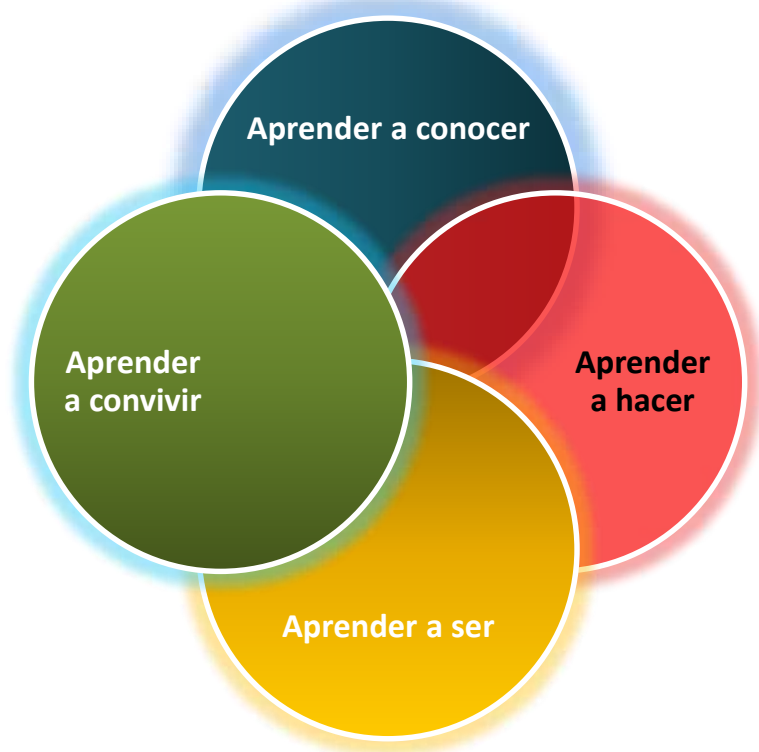 Aprender a conocer
Aprender
a convivir
Aprender
a hacer
Aprender a ser